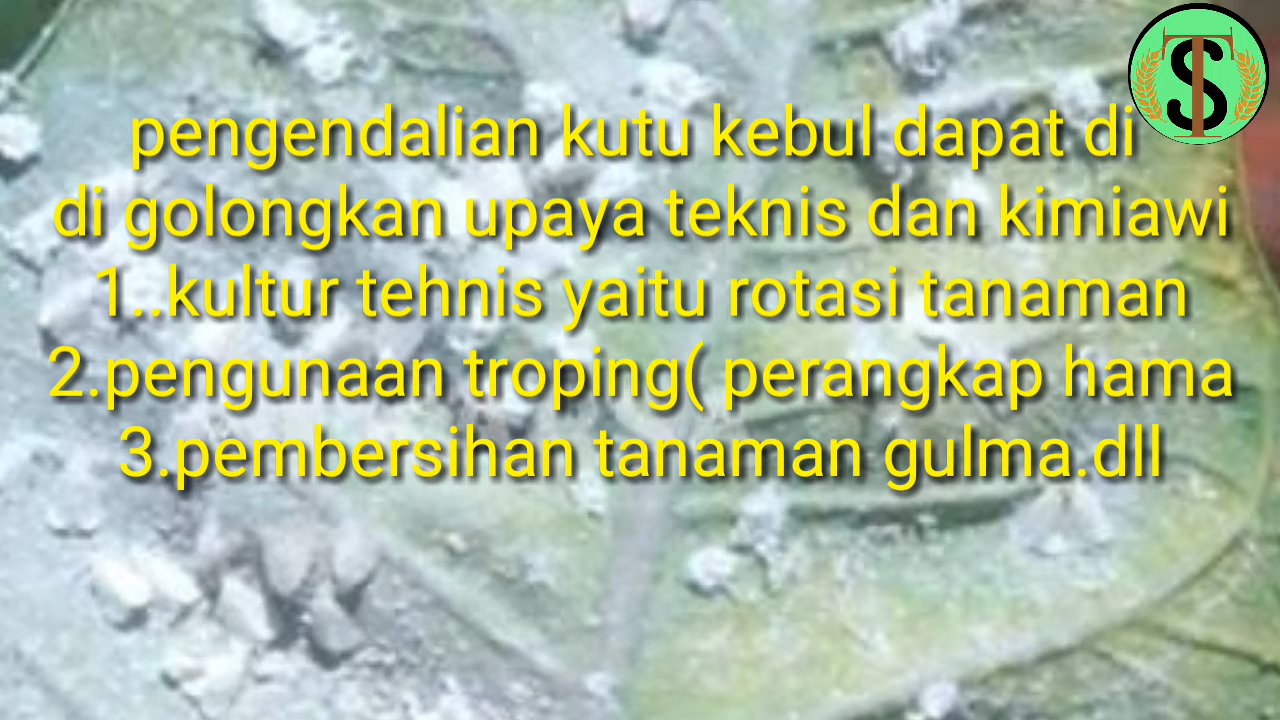 pengendalian kutu kebul dapat di
di golongkan upaya teknis dan kimiawi
1..kultur tehnis yaitu rotasi tanaman
2.pengunaan troping( perangkap hama
3.pembersihan tanaman gulma.dll
TS